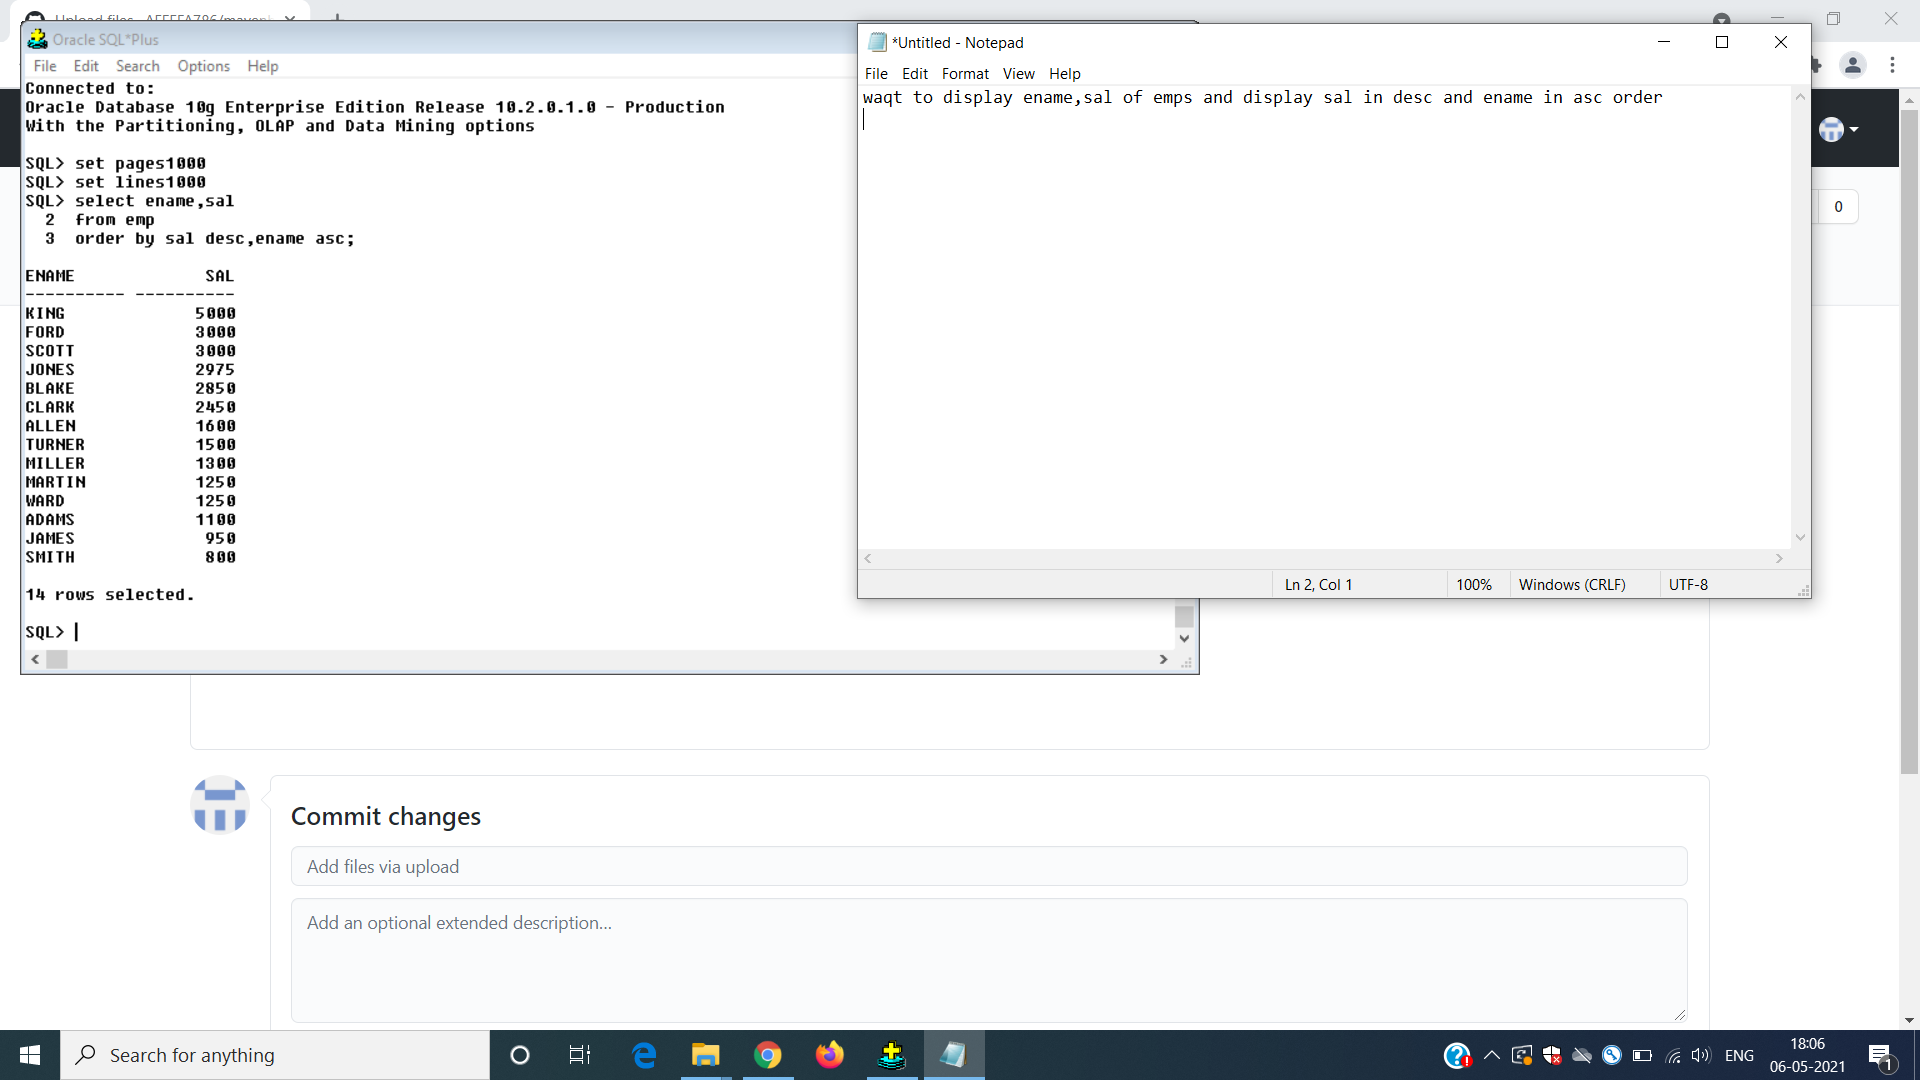 Oracle SQL*Plus
File Edit Search Options Help
Connected to:
Oracle Database 10g Enterprise Edition Release 10.2.0.1.0 - Production
With the Partitioning, OLAP and Data Mining options
SQL> set pages1000
SQL> set lines1000
SQL> select ename,sal
2 from emp
3 order by sal desc,ename asc;
ENAME SAL
---------- ----------
KING 5000
FORD 3000
SCOTT 3000
JONES 2975
BLAKE 2850
CLARK 2450
ALLEN 1600
TURNER 1500
MILLER 1300
MARTIN 1250
WARD 1250
ADAMS 1100
JAMES 950
SMITH 800
14 rows selected.
SQL>
*Untitled - Notepad
File Edit Format View Help
waqt to display ename,sal of emps and display sal in desc and ename in asc order
Ln 2, Col 1 100% Windows (CRLF) UTF-8
0
Commit changes
Add files via upload
Add an optional extended description...
Search for anything
ENG
18:06
06-05-2021
1